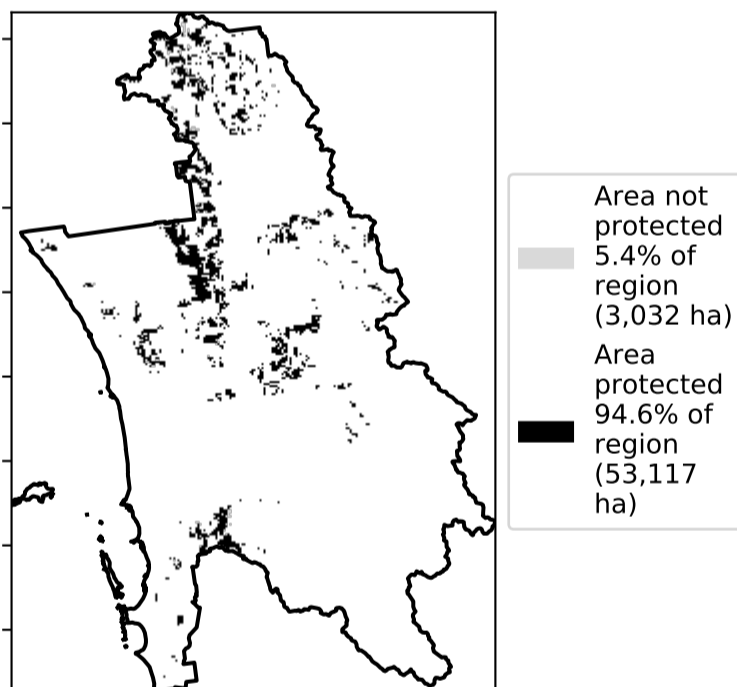 Area not
protected
5.4% of
region
(3,032 ha)
Area
protected
94.6% of
region
(53,117
ha)